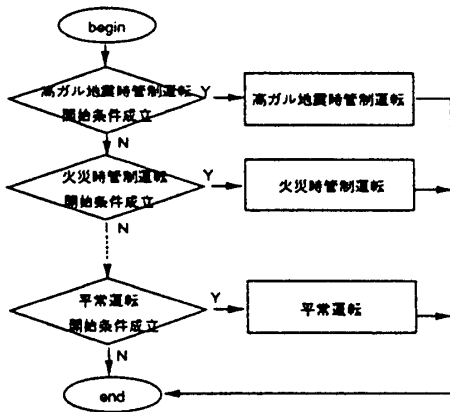 begin
高ガル地震時管制運転
開始条件成立
Y
高ガル地震時管制運転
N
火災時管制運転
開始条件成立
Y
火災時管制運転
N
平常運転
開始条件成立
Y
平常運転
N
end